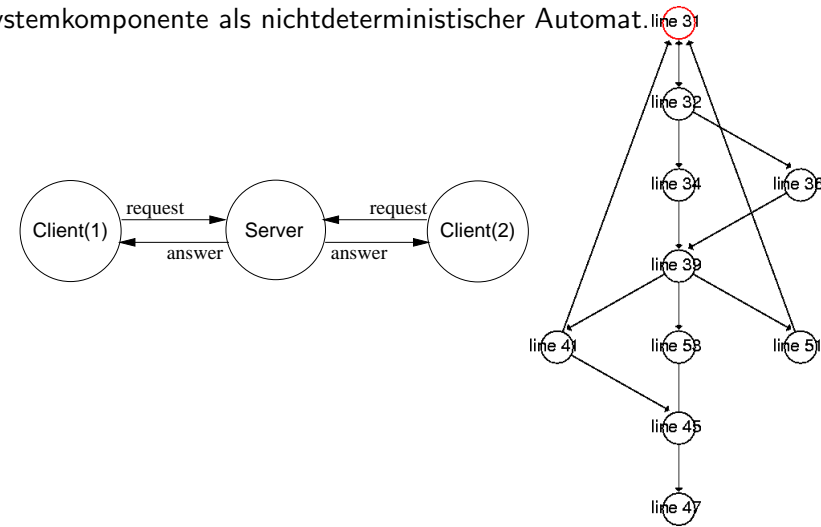 ystemkomponente als nichtdeterministischer Automat.
line 31
line 32
line 34
line 36
line 39
line 41
line 53
line 51
line 45
line 47
Client(1)
request
answer
Server
request
answer
Client(2)